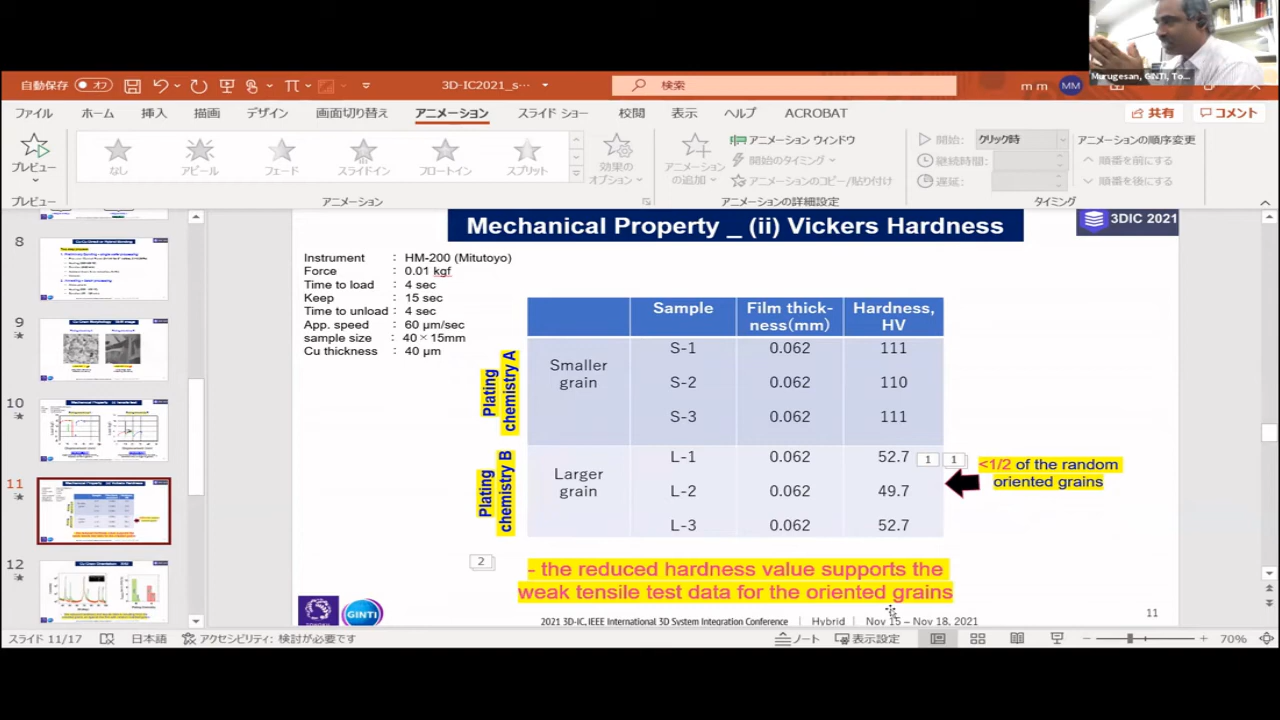 Murugesan, GINTI, To...
自動保存 オフ
3D-IC2021_s...
検索
m m MM
ファイル ホーム 挿入 描画 デザイン 画面切り替え アニメーション スライド ショー 校閲 表示 ヘルプ ACROBAT
共有 コメント
プレビュー
なし アピール フェード スライドイン フロートイン スプリット
効果のオプション
アニメーションの追加
アニメーション ウィンドウ
開始のタイミング
アニメーションのコピー/貼り付け
開始: クリック時
継続時間:
遅延:
アニメーションの順序変更
順番を前にする
順番を後にする
プレビュー アニメーション アニメーションの詳細設定 タイミング
8
9
10
11
12
Mechanical Property _ (ii) Vickers Hardness
3DIC 2021
Instrument : HM-200 (Mitutoyo)
Force : 0.01 kgf
Time to load : 4 sec
Keep : 15 sec
Time to unload : 4 sec
App. speed : 60 μm/sec
sample size : 40×15mm
Cu thickness : 40 μm
Sample Film thick-ness(mm) Hardness, HV
Plating chemistry A
Smaller grain
S-1 0.062 111
S-2 0.062 110
S-3 0.062 111
Plating chemistry B
Larger grain
L-1 0.062 52.7
L-2 0.062 49.7
L-3 0.062 52.7
1 1
<1/2 of the random
oriented grains
2
- the reduced hardness value supports the
weak tensile test data for the oriented grains
GINTI
2021 3D-IC, IEEE International 3D System Integration Conference | Hybrid | Nov 15 – Nov 18, 2021
11
スライド 11/17 日本語 アクセシビリティ: 検討が必要です
ノート 表示設定 70%